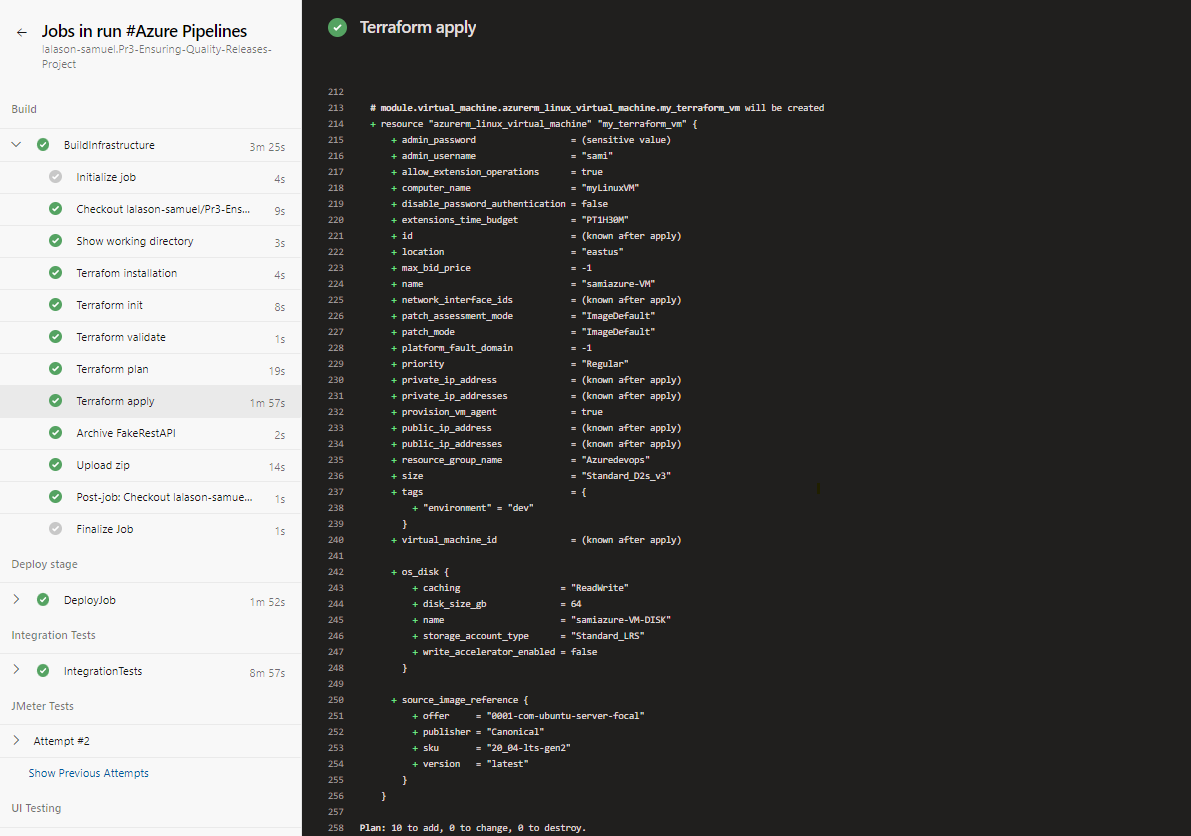 ← Jobs in run #Azure Pipelines
lalason-samuel.Pr3-Ensuring-Quality-Releases-
Project
Build
BuildInfrastructure 3m 25s
Initialize job 4s
Checkout lalason-samuel/Pr3-Ens... 9s
Show working directory 3s
Terrafom installation 4s
Terraform init 8s
Terraform validate 1s
Terraform plan 19s
Terraform apply 1m 57s
Archive FakeRestAPI 2s
Upload zip 14s
Post-job: Checkout lalason-samue... 1s
Finalize Job 1s
Deploy stage
DeployJob 1m 52s
Integration Tests
IntegrationTests 8m 57s
JMeter Tests
Attempt #2
Show Previous Attempts
UI Testing
Terraform apply
212
213 # module.virtual_machine.azurerm_linux_virtual_machine.my_terraform_vm will be created
214 + resource "azurerm_linux_virtual_machine" "my_terraform_vm" {
215 + admin_password = (sensitive value)
216 + admin_username = "sami"
217 + allow_extension_operations = true
218 + computer_name = "myLinuxVM"
219 + disable_password_authentication = false
220 + extensions_time_budget = "PT1H30M"
221 + id = (known after apply)
222 + location = "eastus"
223 + max_bid_price = -1
224 + name = "samiazure-VM"
225 + network_interface_ids = (known after apply)
226 + patch_assessment_mode = "ImageDefault"
227 + patch_mode = "ImageDefault"
228 + platform_fault_domain = -1
229 + priority = "Regular"
230 + private_ip_address = (known after apply)
231 + private_ip_addresses = (known after apply)
232 + provision_vm_agent = true
233 + public_ip_address = (known after apply)
234 + public_ip_addresses = (known after apply)
235 + resource_group_name = "Azuredevops"
236 + size = "Standard_D2s_v3"
237 + tags = {
238 + "environment" = "dev"
239 }
240 + virtual_machine_id = (known after apply)
241
242 + os_disk {
243 + caching = "ReadWrite"
244 + disk_size_gb = 64
245 + name = "samiazure-VM-DISK"
246 + storage_account_type = "Standard_LRS"
247 + write_accelerator_enabled = false
248 }
249
250 + source_image_reference {
251 + offer = "0001-com-ubuntu-server-focal"
252 + publisher = "Canonical"
253 + sku = "20_04-lts-gen2"
254 + version = "latest"
255 }
256 }
257
258 Plan: 10 to add, 0 to change, 0 to destroy.